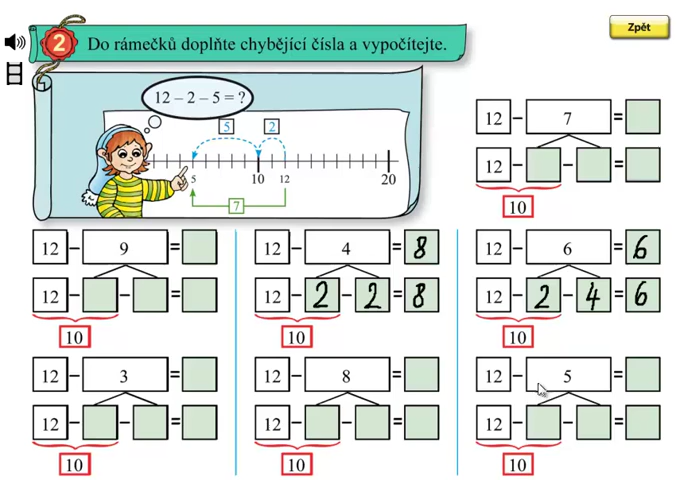 Zpět
2 Do rámečků doplňte chybějící čísla a vypočítejte.
12 – 2 – 5 = ?
5 2
5 10 12 20
7
12 – 7 =
12 – – =
10
12 – 9 =
12 – – =
10
12 – 4 = 8
12 – 2 – 2 = 8
10
12 – 6 = 6
12 – 2 – 4 = 6
10
12 – 3 =
12 – – =
10
12 – 8 =
12 – – =
10
12 – 5 =
12 – – =
10